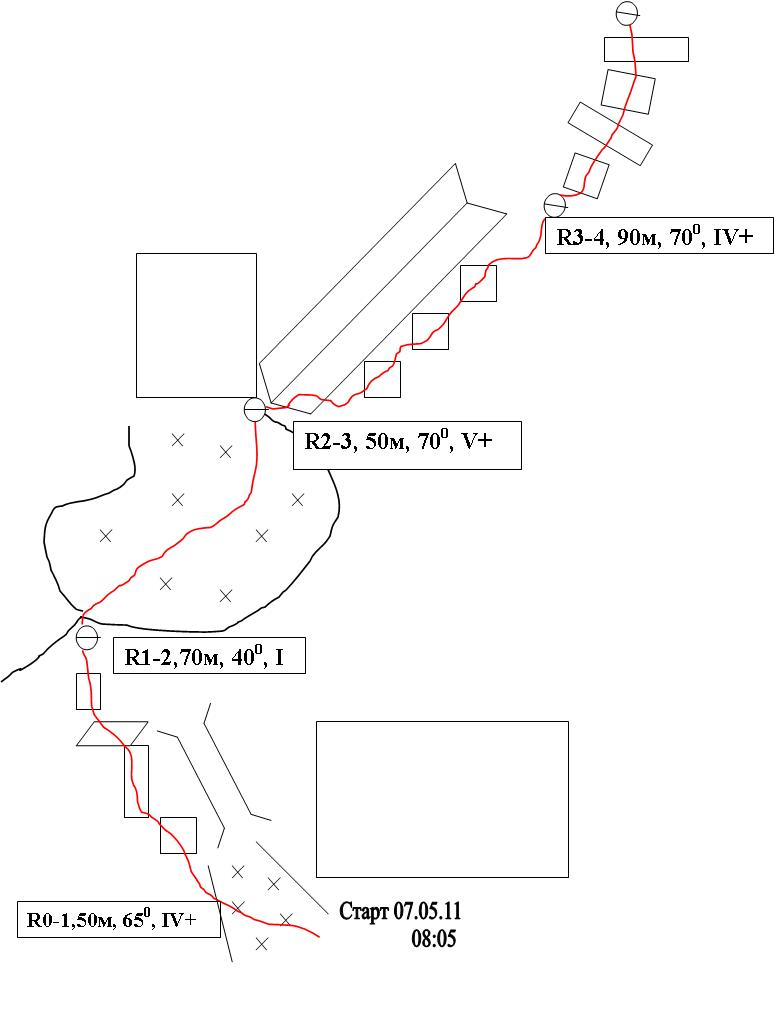 R3-4, 90м, 70⁰, IV+
R2-3, 50м, 70⁰, V+
R1-2,70м, 40⁰, I
R0-1,50м, 65⁰, IV+
Старт 07.05.11
08:05